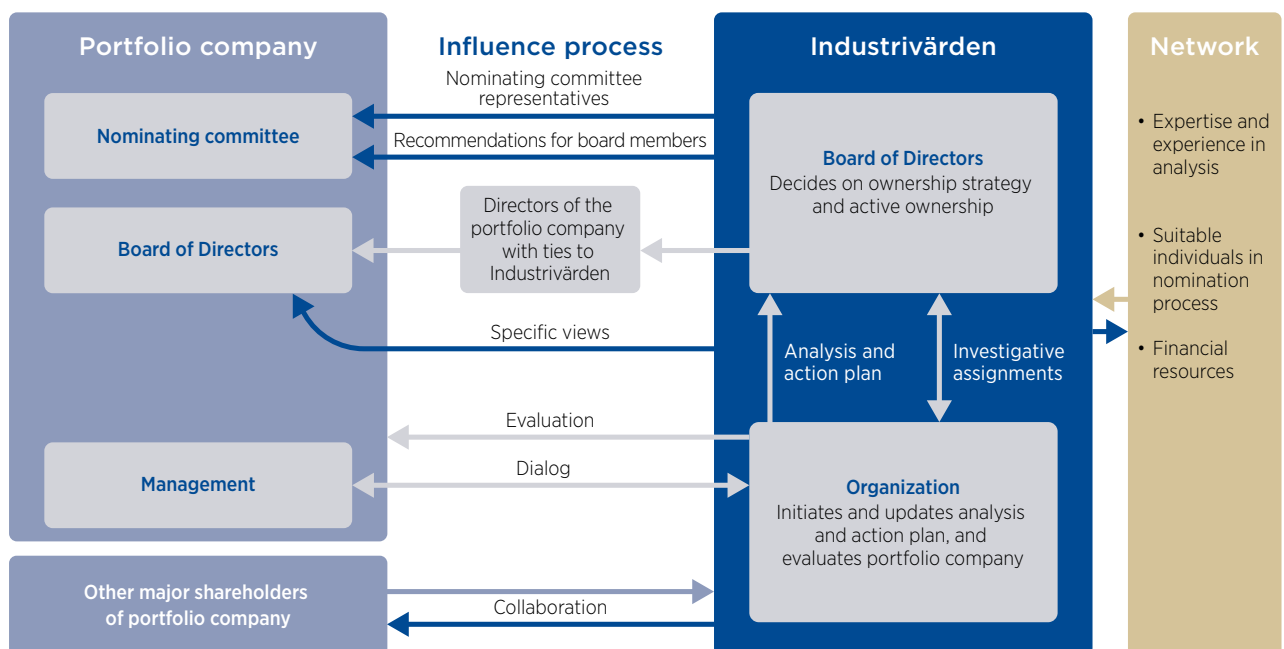 Portfolio company
Nominating committee
Board of Directors
Management
Other major shareholders
of portfolio company
Influence process
Nominating committee
representatives
Recommendations for board members
Directors of the
portfolio company
with ties to
Industrivärden
Specific views
Evaluation
Dialog
Collaboration
Industrivärden
Board of Directors
Decides on ownership strategy
and active ownership
Analysis and
action plan
Investigative
assignments
Organization
Initiates and updates analysis
and action plan, and
evaluates portfolio company
Network
• Expertise and
experience in
analysis
• Suitable
individuals in
nomination
process
• Financial
resources